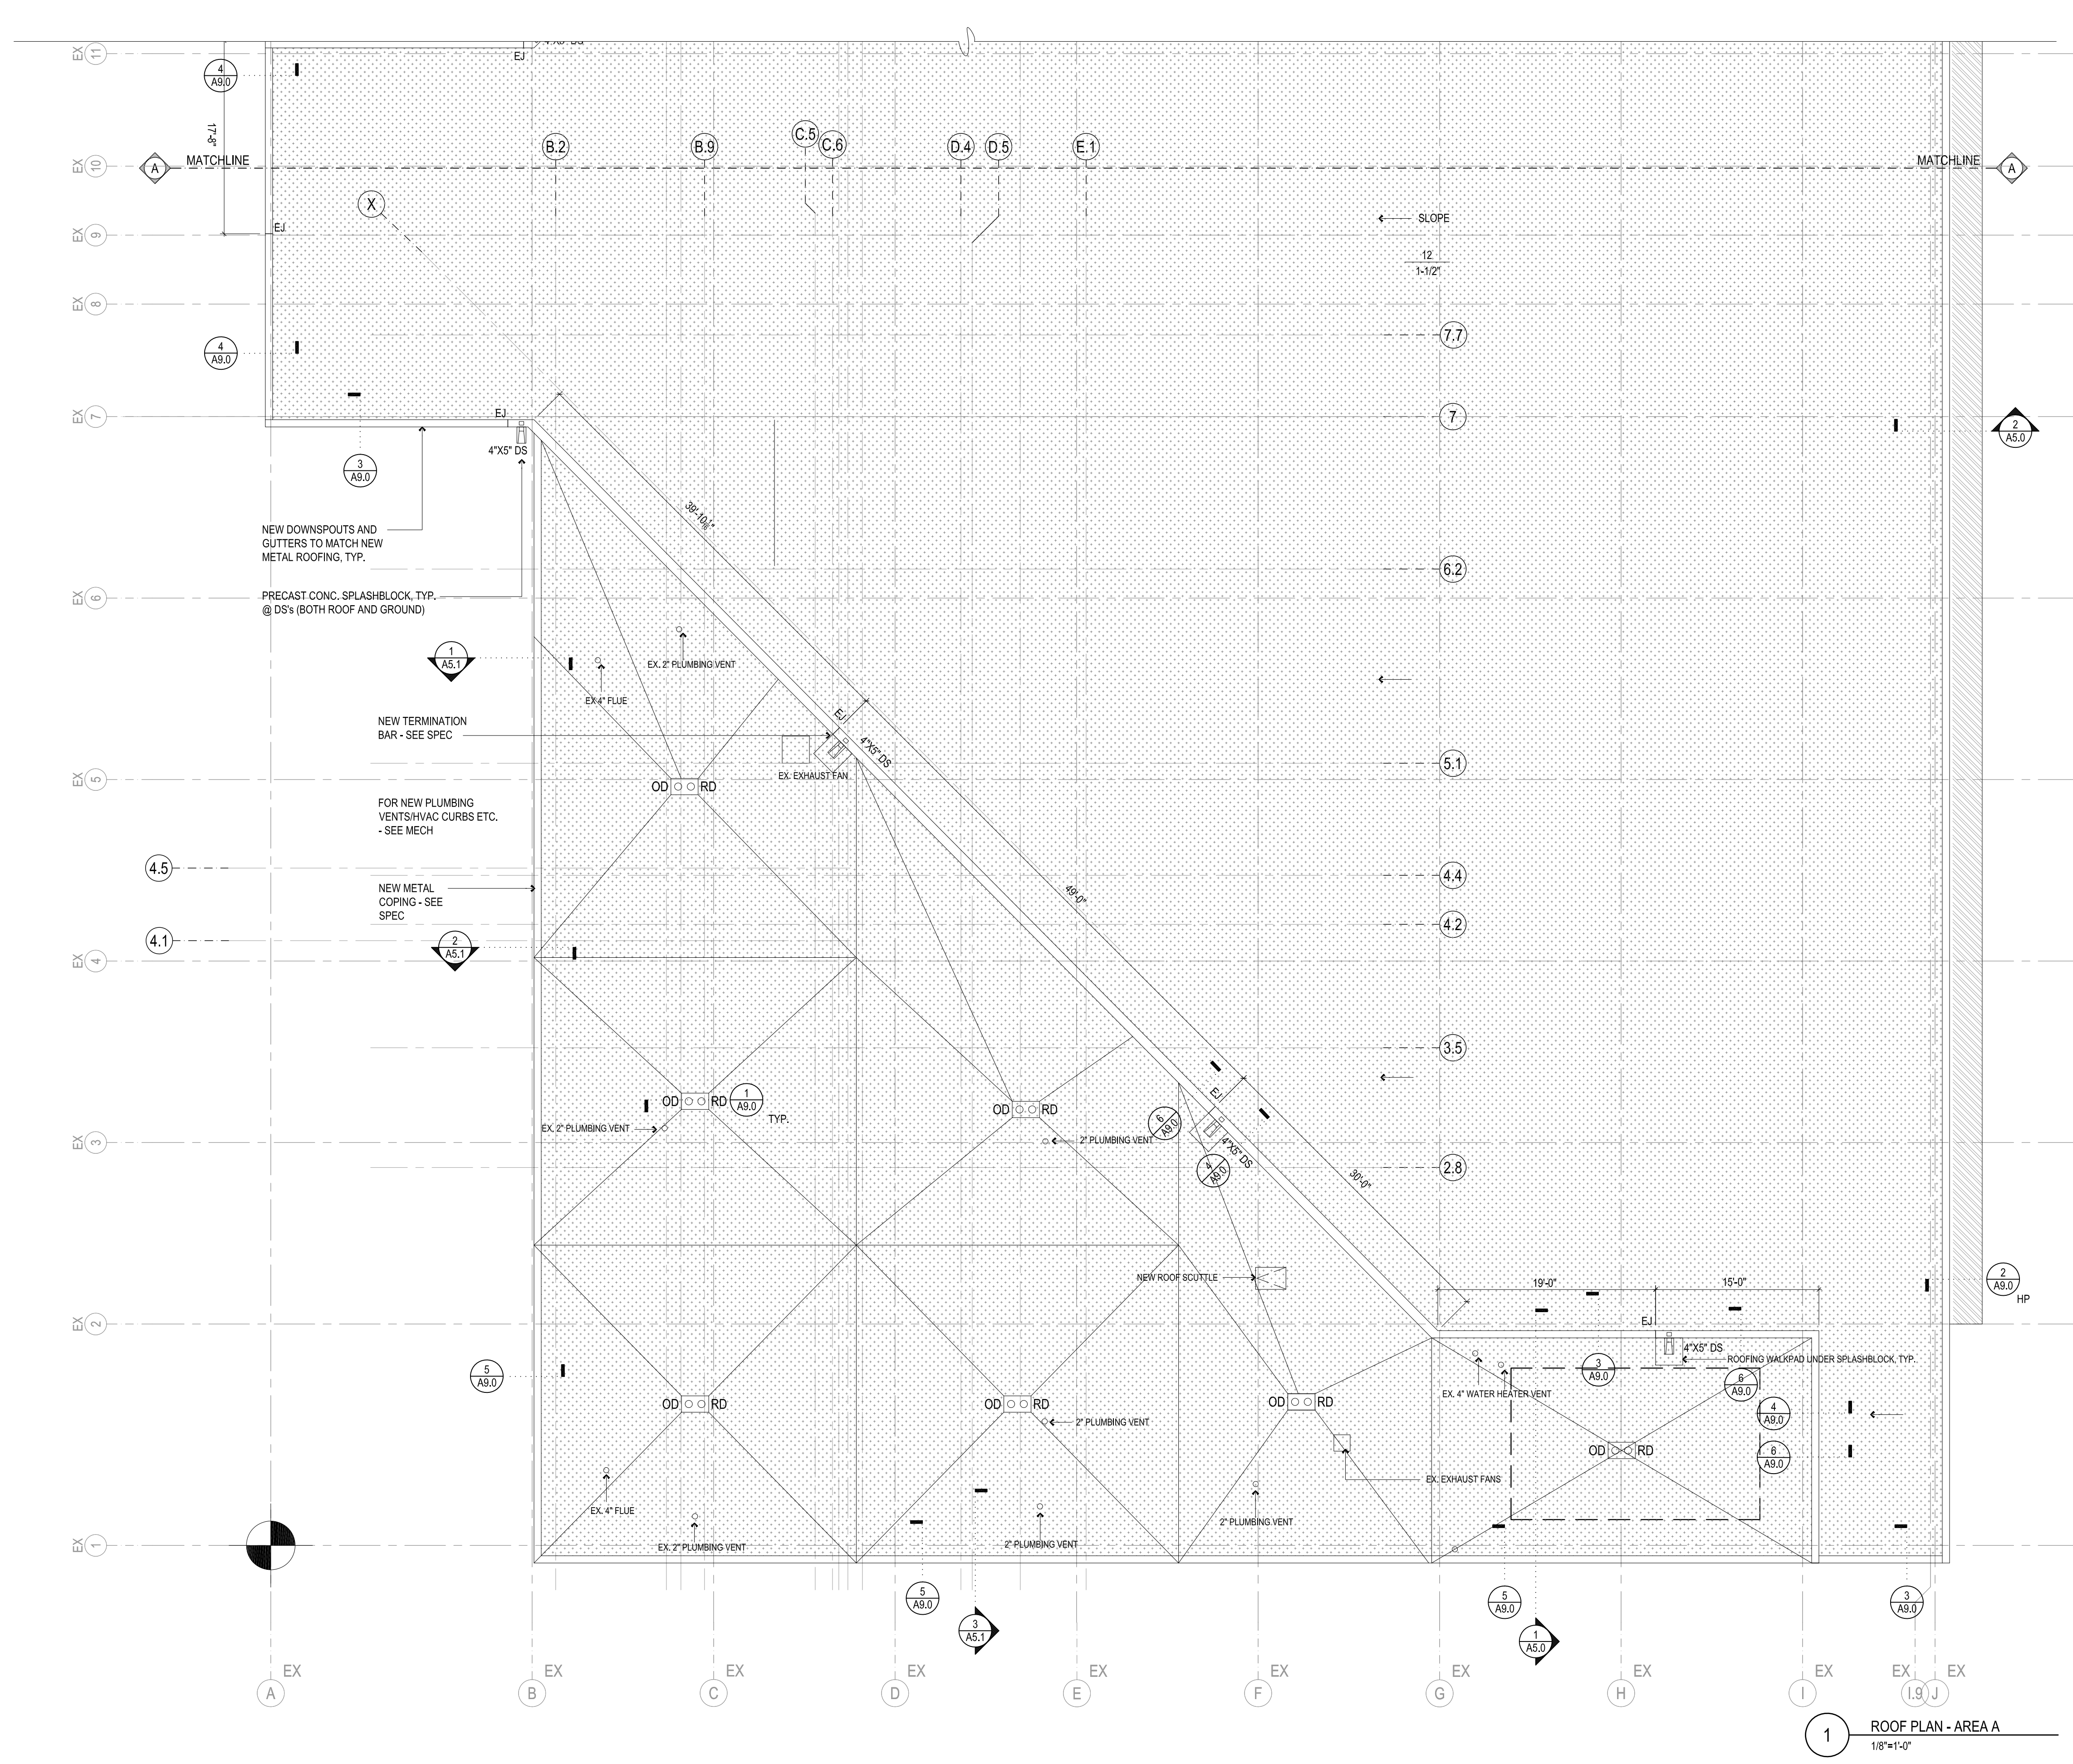 EX 11
EJ
4
A9.0
17'-8"
B.2
B.9
C.5
C.6
D.4
D.5
E.1
EX 10
A
MATCHLINE
MATCHLINE
A
X
SLOPE
EX 9
EJ
12
1-1/2"
EX 8
7.7
4
A9.0
EX 7
EJ
7
2
A5.0
4"X5" DS
3
A9.0
39'-10 1/16"
NEW DOWNSPOUTS AND
GUTTERS TO MATCH NEW
METAL ROOFING, TYP.
6.2
EX 6
PRECAST CONC. SPLASHBLOCK, TYP.
@ DS's (BOTH ROOF AND GROUND)
1
A5.1
EX. 2" PLUMBING VENT
EX 4" FLUE
NEW TERMINATION
BAR - SEE SPEC
EJ
4"X5" DS
5.1
EX 5
EX. EXHAUST FAN
OD
RD
FOR NEW PLUMBING
VENTS/HVAC CURBS ETC.
- SEE MECH
4.5
4.4
NEW METAL
COPING - SEE
SPEC
49'-0"
4.2
4.1
2
A5.1
EX 4
3.5
EJ
OD
RD
1
A9.0
TYP.
OD
RD
6
A9.0
EX. 2" PLUMBING VENT
2" PLUMBING VENT
EX 3
4"X5" DS
4
A9.0
2.8
30'-0"
NEW ROOF SCUTTLE
19'-0"
15'-0"
2
A9.0
HP
EX 2
EJ
4"X5" DS
ROOFING WALKPAD UNDER SPLASHBLOCK, TYP.
5
A9.0
3
A9.0
6
A9.0
EX. 4" WATER HEATER VENT
OD
RD
OD
RD
OD
RD
4
A9.0
2" PLUMBING VENT
OD
RD
6
A9.0
EX. EXHAUST FANS
EX. 4" FLUE
2" PLUMBING VENT
EX 1
EX. 2" PLUMBING VENT
2" PLUMBING VENT
5
A9.0
5
A9.0
3
A9.0
3
A5.1
1
A5.0
EX
EX
EX
EX
EX
EX
EX
EX
EX
EX
EX
A
B
C
D
E
F
G
H
I
I.9
J
1
ROOF PLAN - AREA A
1/8"=1'-0"